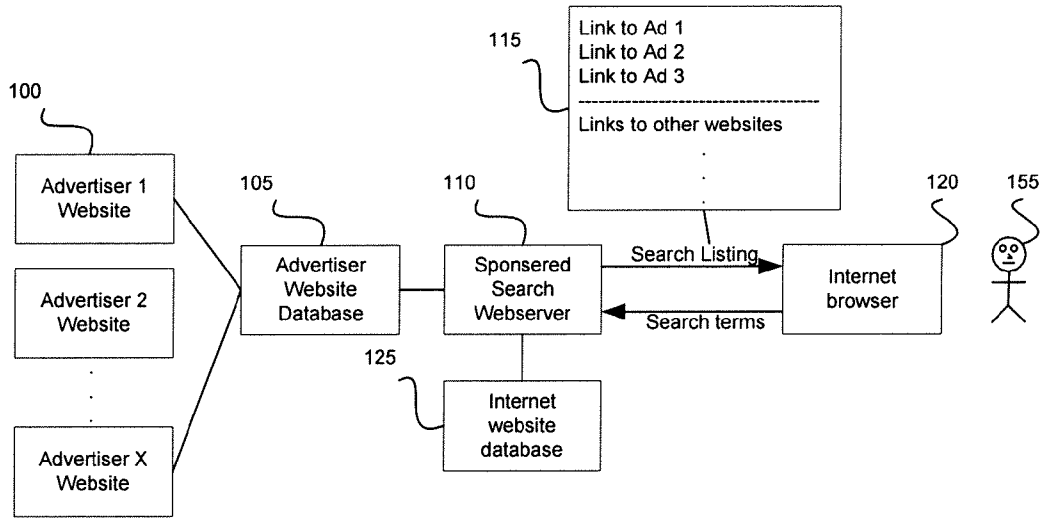 Link to Ad 1
Link to Ad 2
Link to Ad 3
Links to other websites
115
100
Advertiser 1
Website
105
110
120
155
Advertiser
Website
Database
Sponsered
Search
Webserver
Search Listing
Search terms
Internet
browser
Advertiser 2
Website
125
Internet
website
database
Advertiser X
Website